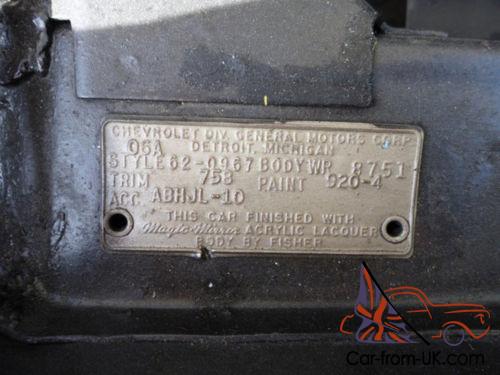 CHEVROLET DIV. GENERAL MOTORS CORP.
06A DETROIT, MICHIGAN
STYLE 62-0967 BODY WR 8751
TRIM 758 PAINT 920-4
ACC. ABHJL-10
THIS CAR FINISHED WITH
Magic-Mirror ACRYLIC LACQUER
BODY BY FISHER
Car-from-UK.com